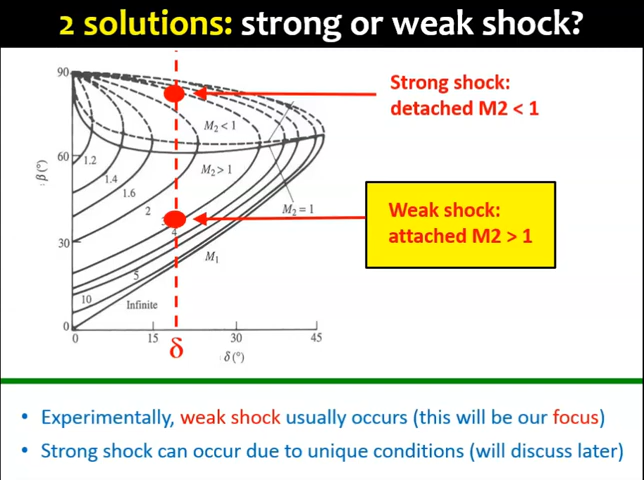 2 solutions: strong or weak shock?
90
Strong shock:
detached M2 < 1
M₂ < 1
60
β(°)
1.2
1.4
1.6
M₂ > 1
2
M₂ = 1
Weak shock:
attached M2 > 1
4
30
M₁
5
10
Infinite
0
0
15
30
45
δ
δ(°)
• Experimentally, weak shock usually occurs (this will be our focus)
• Strong shock can occur due to unique conditions (will discuss later)